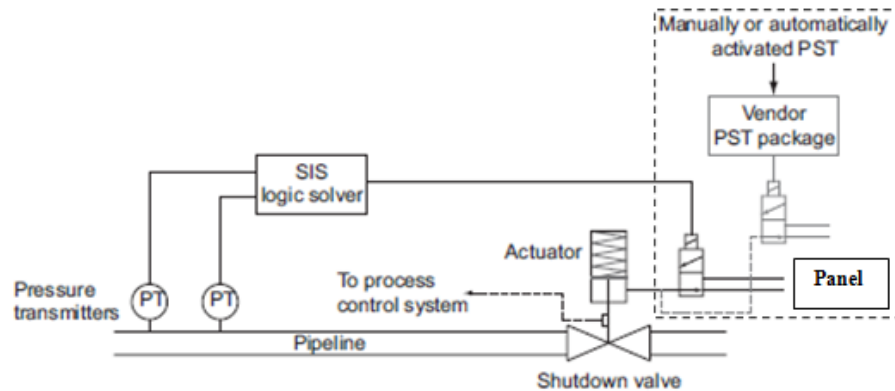 Manually or automatically
activated PST
Vendor
PST package
SIS
logic solver
Actuator
Panel
To process
control system
Pressure
transmitters
PT
PT
Pipeline
Shutdown valve